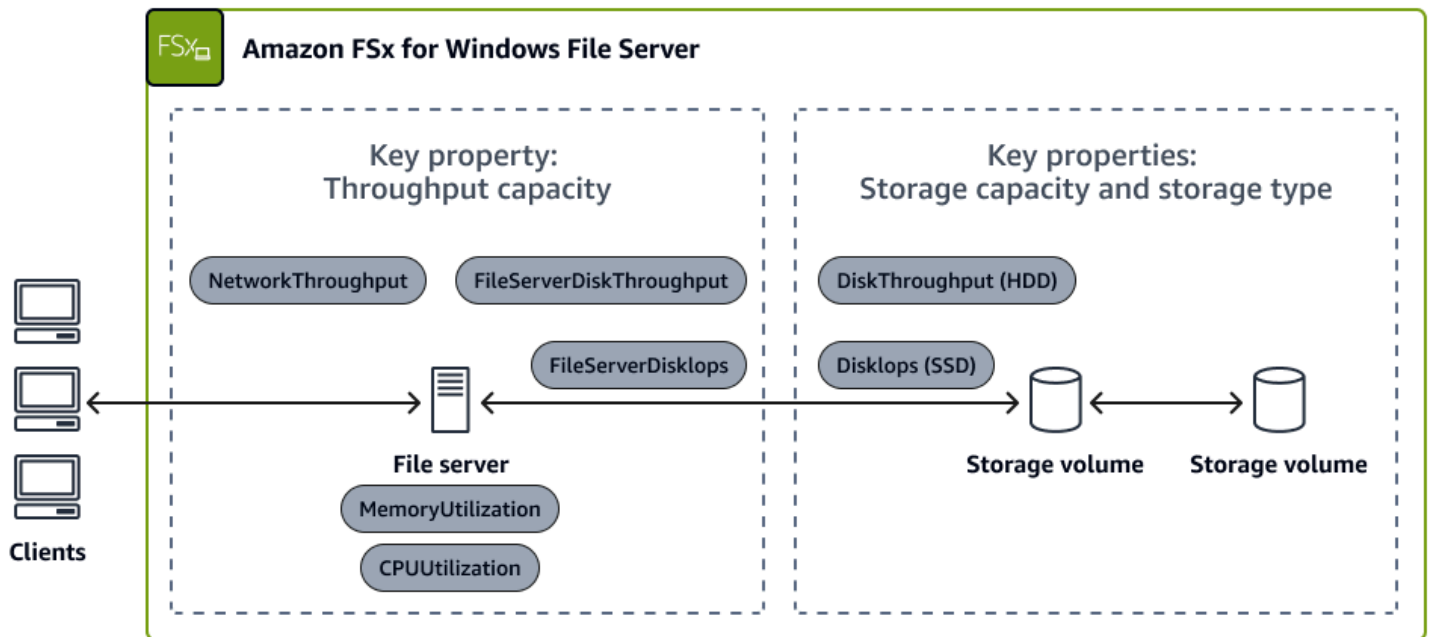 FSx
Amazon FSx for Windows File Server
Key property:
Throughput capacity
Key properties:
Storage capacity and storage type
NetworkThroughput
FileServerDiskThroughput
DiskThroughput (HDD)
FileServerDiskIops
DiskIops (SSD)
File server
Storage volume
Storage volume
MemoryUtilization
Clients
CPUUtilization